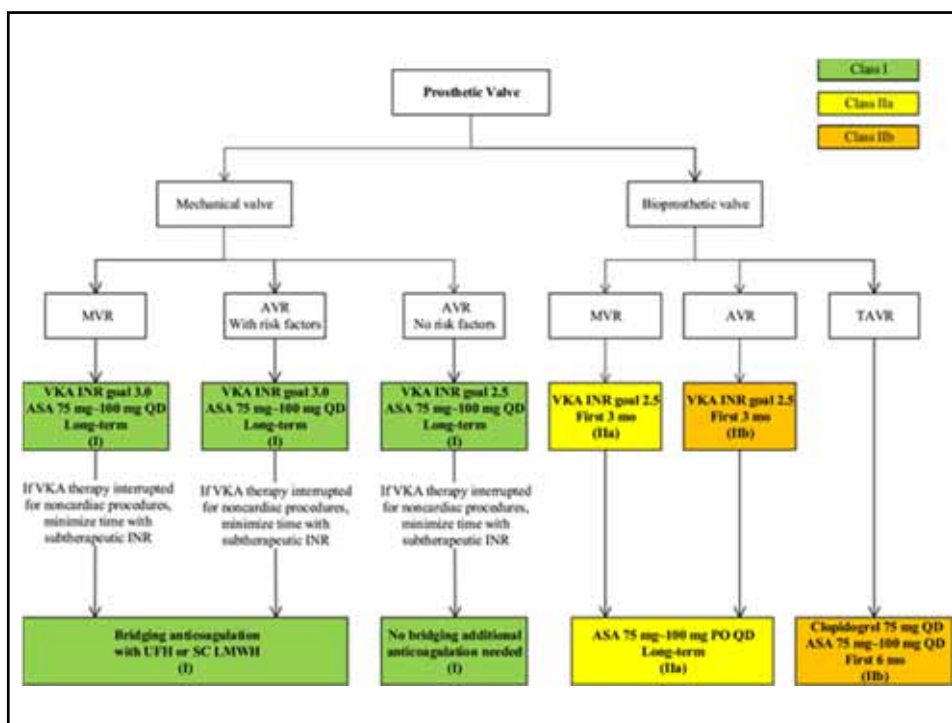 Class I
Class IIa
Class IIb
Prosthetic Valve
Mechanical valve
Bioprosthetic valve
MVR
AVR
With risk factors
AVR
No risk factors
MVR
AVR
TAVR
VKA INR goal 3.0
ASA 75 mg–100 mg QD
Long-term
(I)
VKA INR goal 3.0
ASA 75 mg–100 mg QD
Long-term
(I)
VKA INR goal 2.5
ASA 75 mg–100 mg QD
Long-term
(I)
VKA INR goal 2.5
First 3 mo
(IIa)
VKA INR goal 2.5
First 3 mo
(IIb)
If VKA therapy interrupted
for noncardiac procedures,
minimize time with
subtherapeutic INR
If VKA therapy interrupted
for noncardiac procedures,
minimize time with
subtherapeutic INR
If VKA therapy interrupted
for noncardiac procedures,
minimize time with
subtherapeutic INR
Bridging anticoagulation
with UFH or SC LMWH
(I)
No bridging additional
anticoagulation needed
(I)
ASA 75 mg–100 mg PO QD
Long-term
(IIa)
Clopidogrel 75 mg QD
ASA 75 mg–100 mg QD
First 6 mo
(IIb)